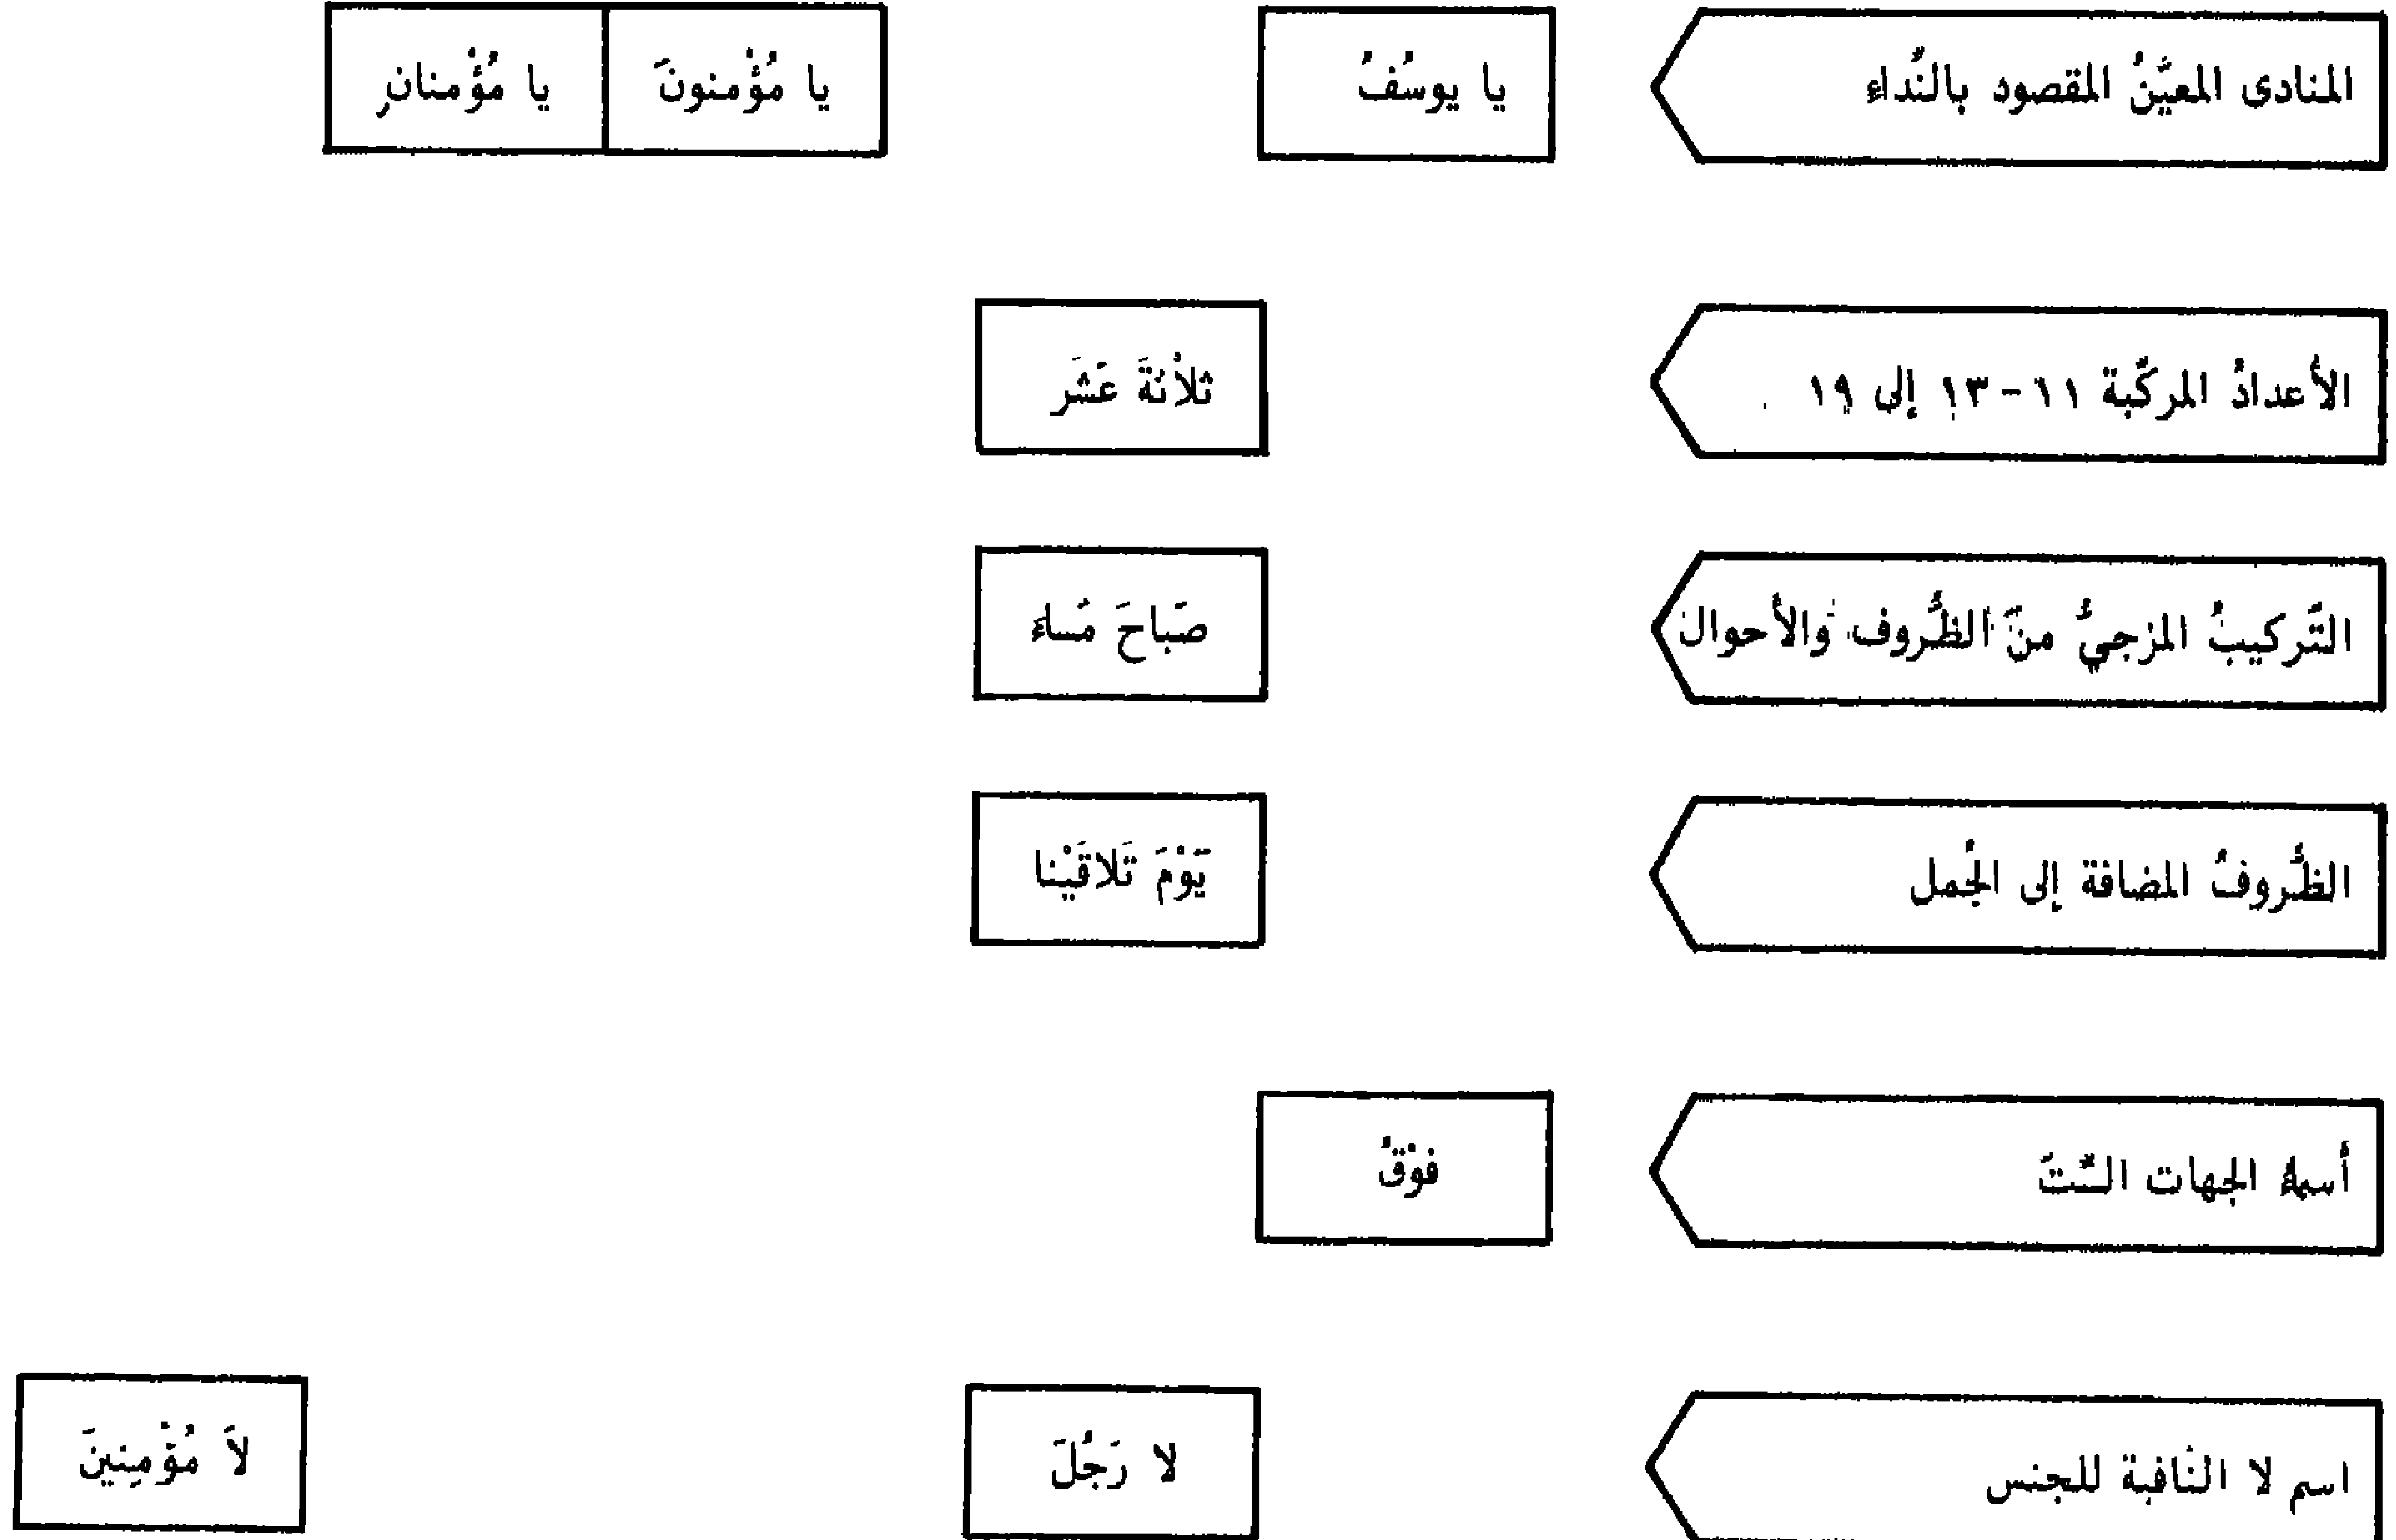 المنادى المعيَّنُ المقصود بالنِّداء
يا يوسُفُ
يا مُؤْمنونَ
يا مُؤْمنانِ
الأعدادُ المركّبة ١١ - ١٣ إلى ١٩
ثلاثةَ عَشَر
التَّركيبُ المزجيُّ منَ الظُّروف والأحوال
صَباحَ مَساءَ
الظُّروفُ المضافة إلى الجُمل
يَوْمَ تَلاقَيْنا
أسماءُ الجهات السّتَ
فوْقُ
اسم لا النّافية للجنس
لا رَجُلَ
لاَ مُؤْمِنِينَ